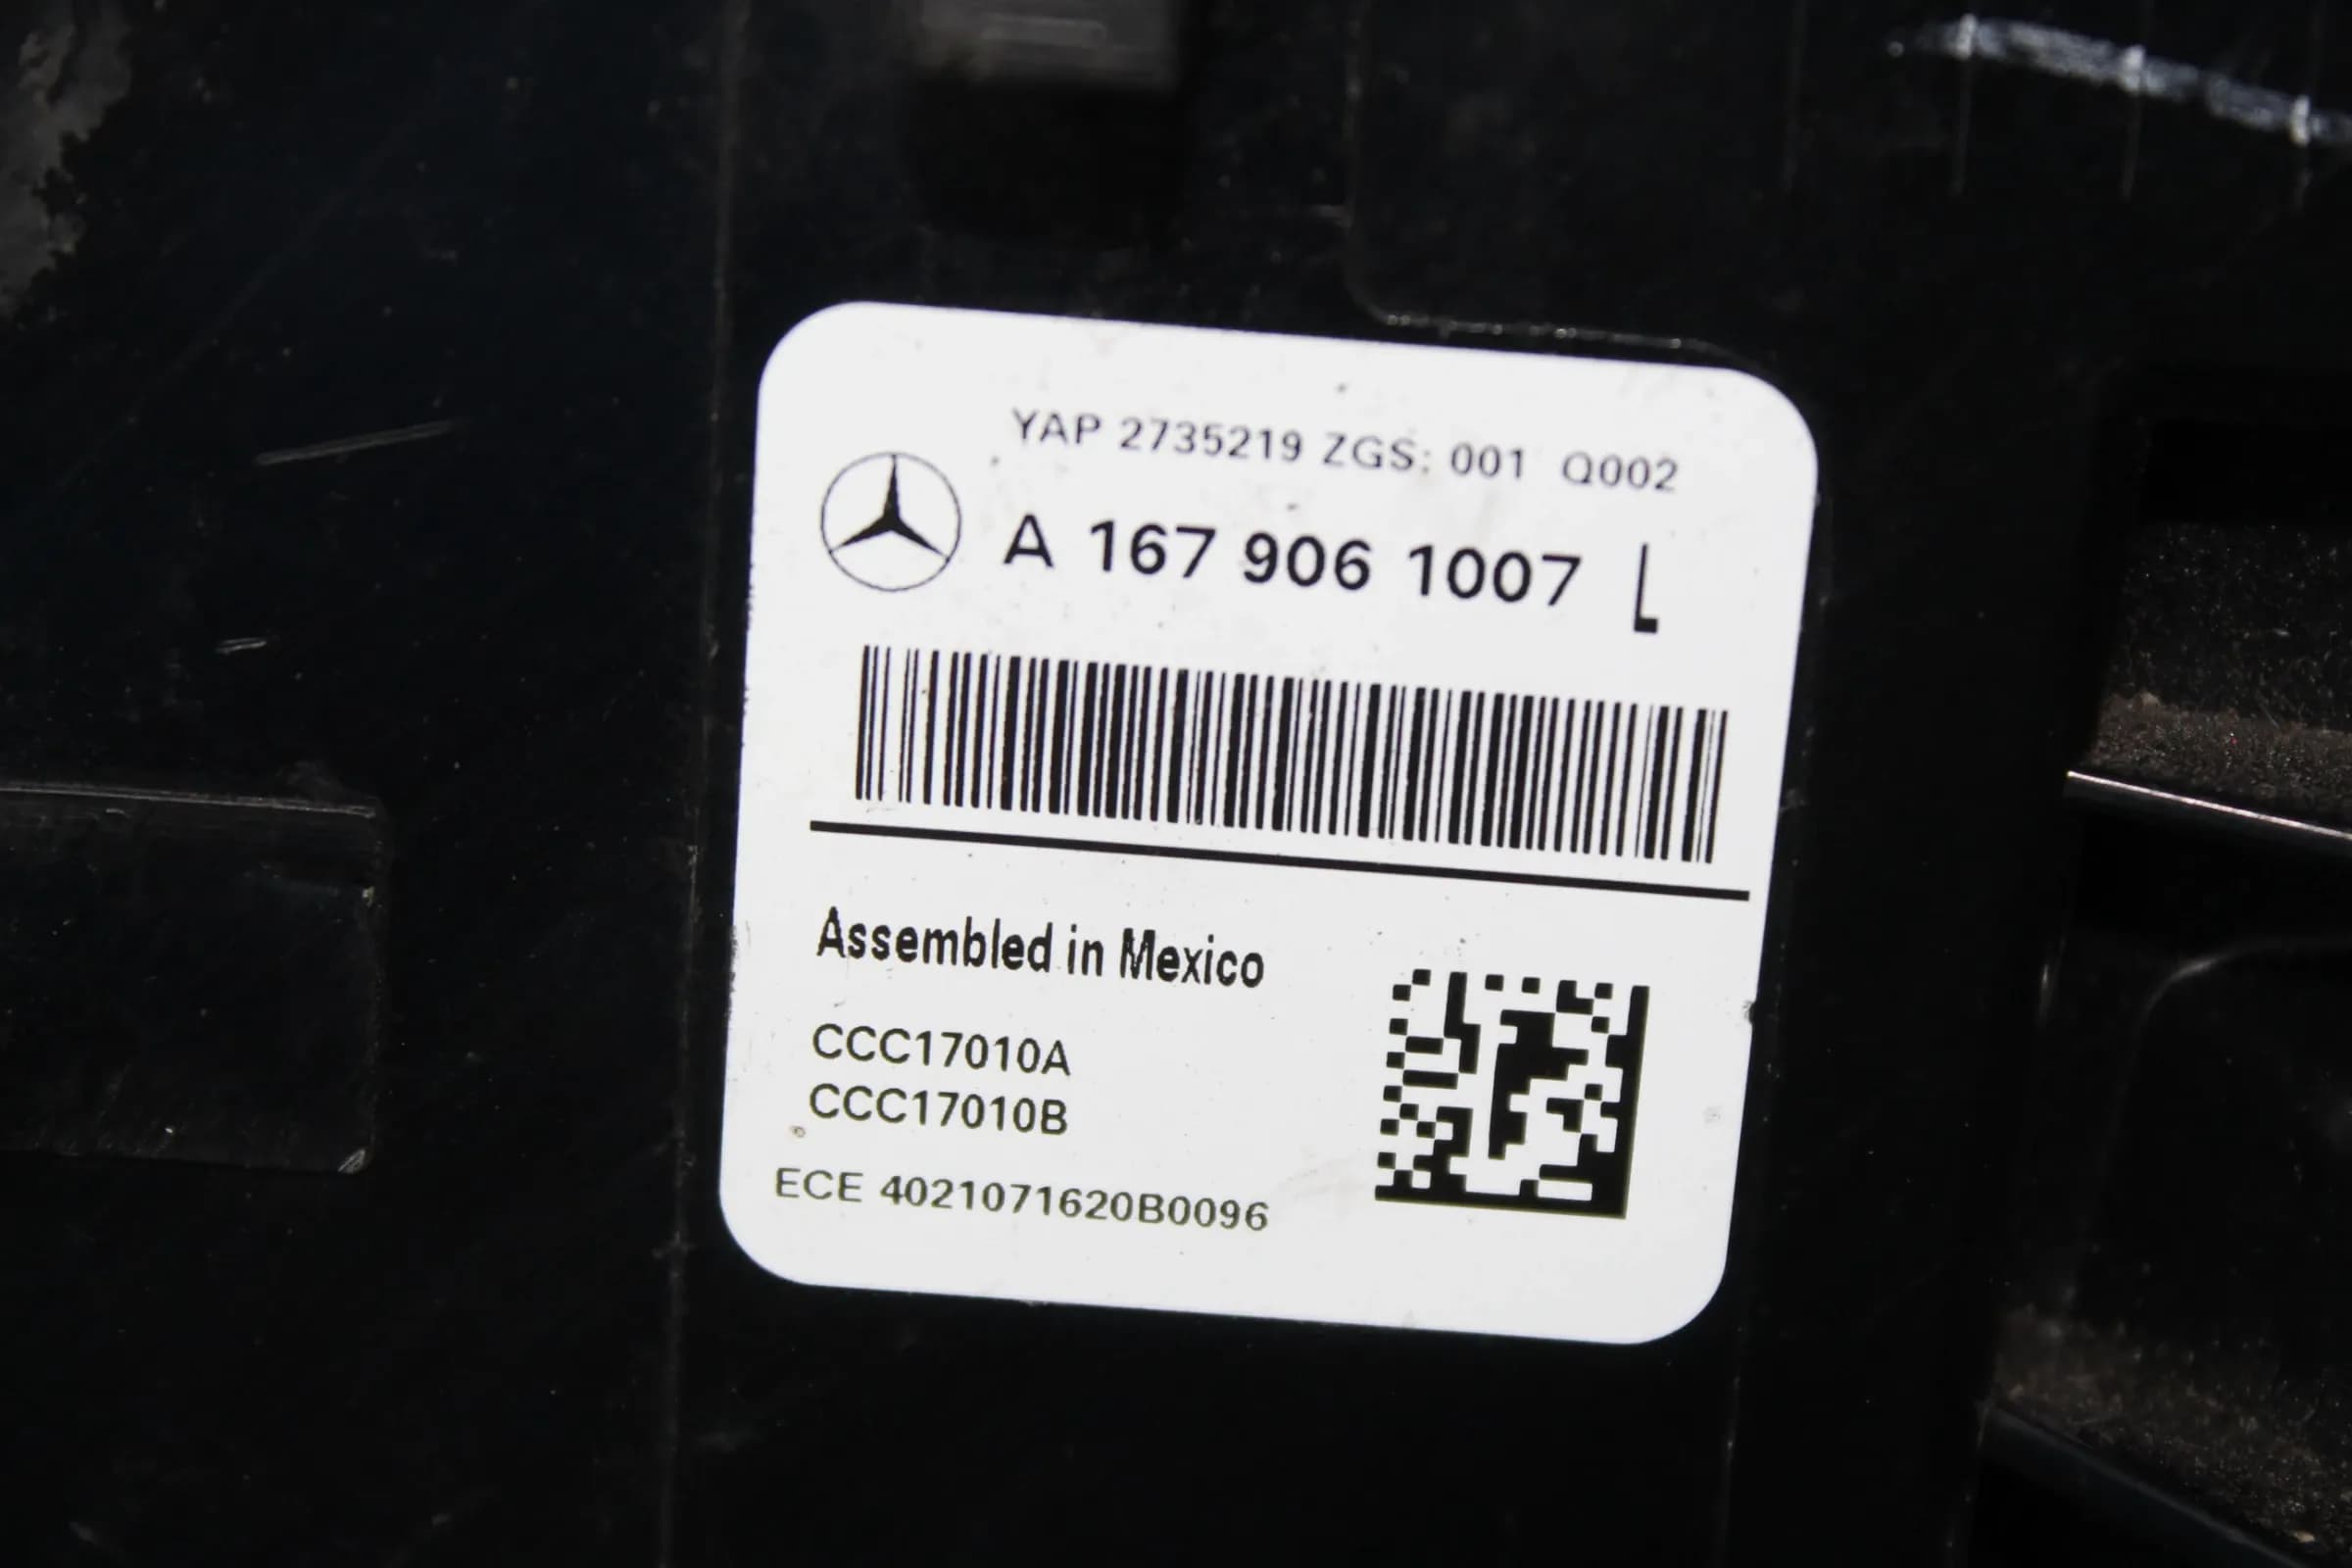 YAP 2735219 ZGS: 001 Q002
A 167 906 1007 L
Assembled in Mexico
CCC17010A
CCC17010B
ECE 4021071620B0096